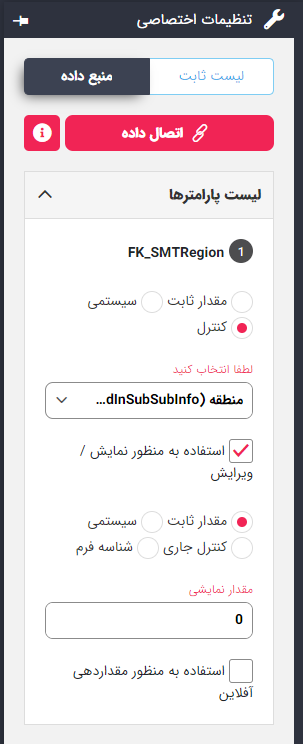 تنظیمات اختصاصی
لیست ثابت
منبع داده
اتصال داده
لیست پارامترها
1 FK_SMTRegion
مقدار ثابت سیستمی
کنترل
لطفا انتخاب کنید
منطقه (dInSubSubInfo...
استفاده به منظور نمایش /
ویرایش
مقدار ثابت سیستمی
کنترل جاری شناسه فرم
مقدار نمایشی
0
استفاده به منظور مقداردهی
آفلاین